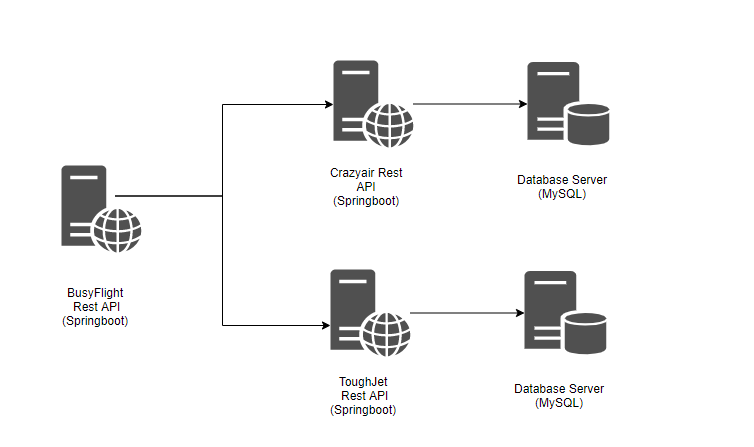 Crazyair Rest
API
(Springboot)
Database Server
(MySQL)
BusyFlight
Rest API
(Springboot)
ToughJet
Rest API
(Springboot)
Database Server
(MySQL)